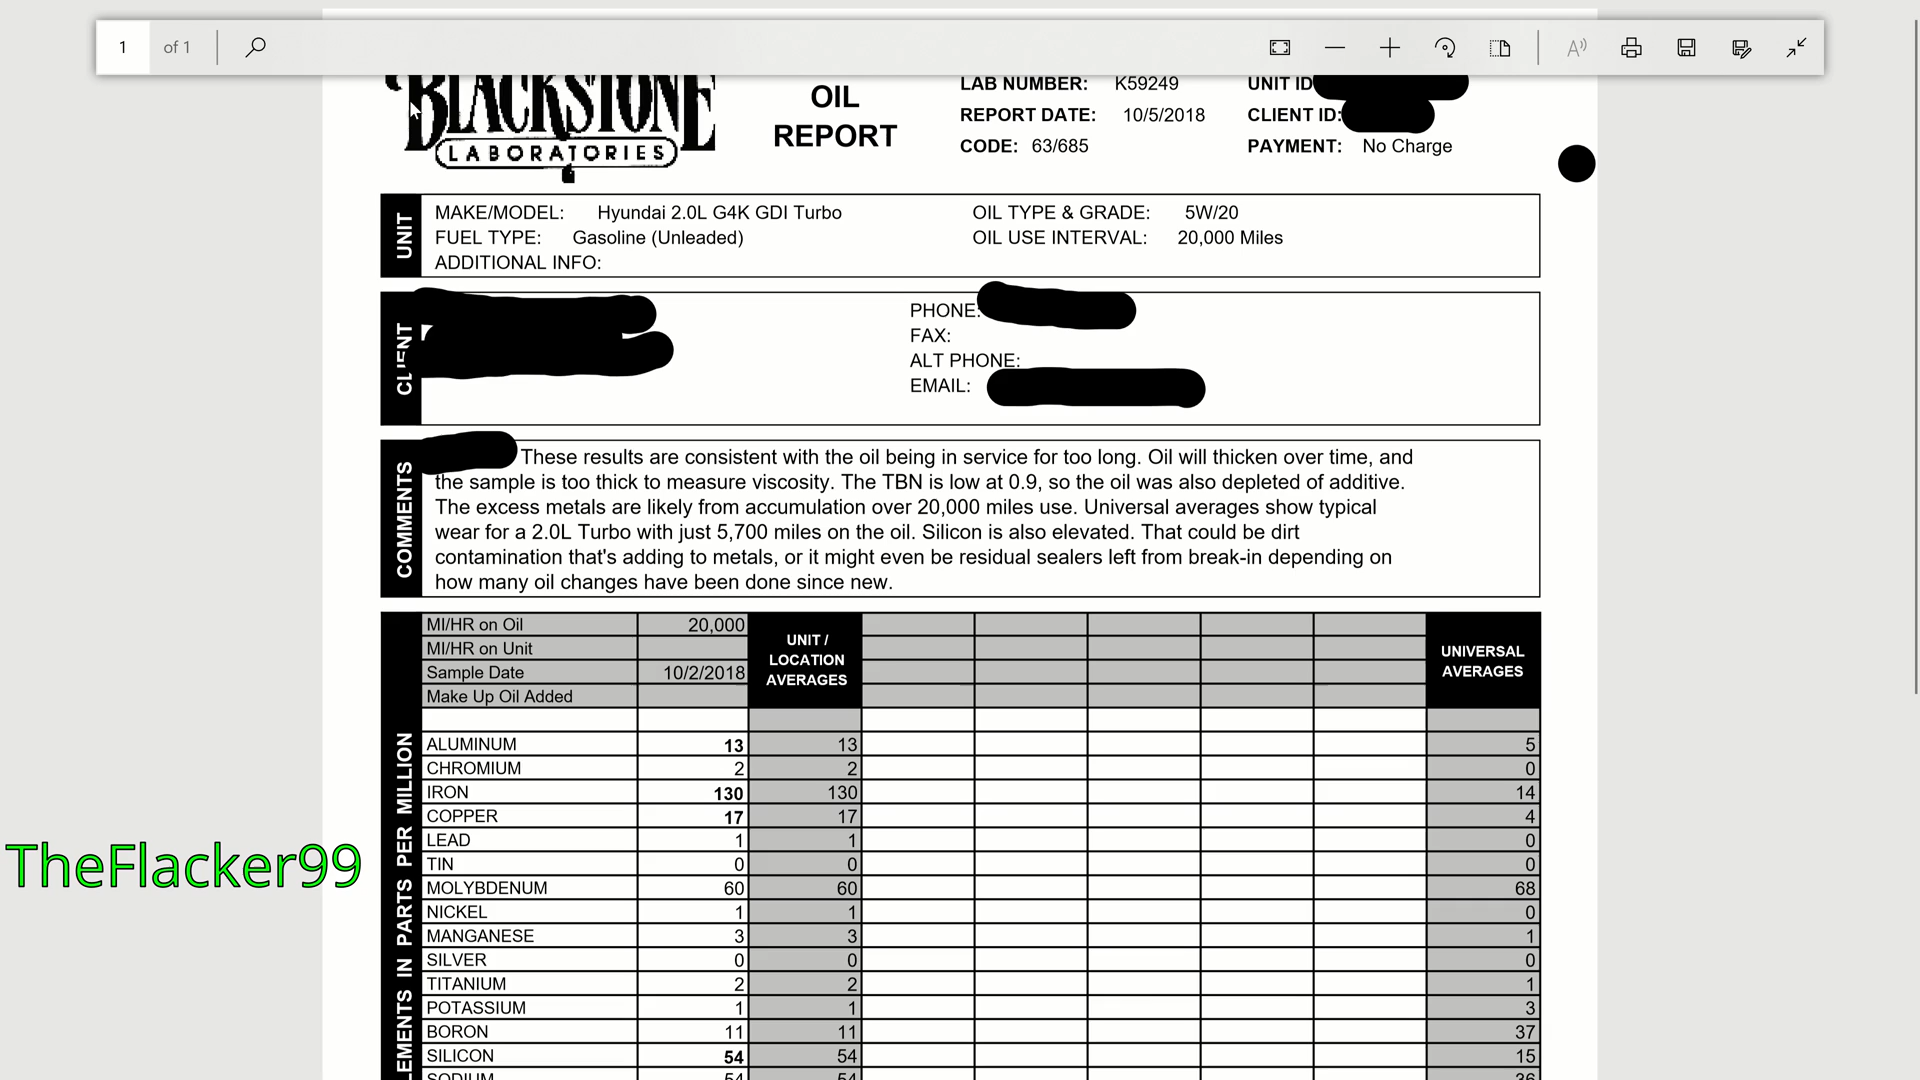 1 of 1
BLACKSTONE
LABORATORIES
OIL
REPORT
LAB NUMBER: K59249
REPORT DATE: 10/5/2018
CODE: 63/685
UNIT ID
CLIENT ID:
PAYMENT: No Charge
UNIT
MAKE/MODEL: Hyundai 2.0L G4K GDI Turbo
FUEL TYPE: Gasoline (Unleaded)
ADDITIONAL INFO:
OIL TYPE & GRADE: 5W/20
OIL USE INTERVAL: 20,000 Miles
CLIENT
PHONE:
FAX:
ALT PHONE:
EMAIL:
COMMENTS
These results are consistent with the oil being in service for too long. Oil will thicken over time, and
the sample is too thick to measure viscosity. The TBN is low at 0.9, so the oil was also depleted of additive.
The excess metals are likely from accumulation over 20,000 miles use. Universal averages show typical
wear for a 2.0L Turbo with just 5,700 miles on the oil. Silicon is also elevated. That could be dirt
contamination that's adding to metals, or it might even be residual sealers left from break-in depending on
how many oil changes have been done since new.
MI/HR on Oil 20,000
MI/HR on Unit
Sample Date 10/2/2018
Make Up Oil Added
UNIT /
LOCATION
AVERAGES
UNIVERSAL
AVERAGES
ALUMINUM 13 13 5
CHROMIUM 2 2 0
IRON 130 130 14
COPPER 17 17 4
LEAD 1 1 0
TIN 0 0 0
MOLYBDENUM 60 60 68
NICKEL 1 1 0
MANGANESE 3 3 1
SILVER 0 0 0
TITANIUM 2 2 1
POTASSIUM 1 1 3
BORON 11 11 37
SILICON 54 54 15
SODIUM 54 54 36
LEMENTS IN PARTS PER MILLION
TheFlacker99